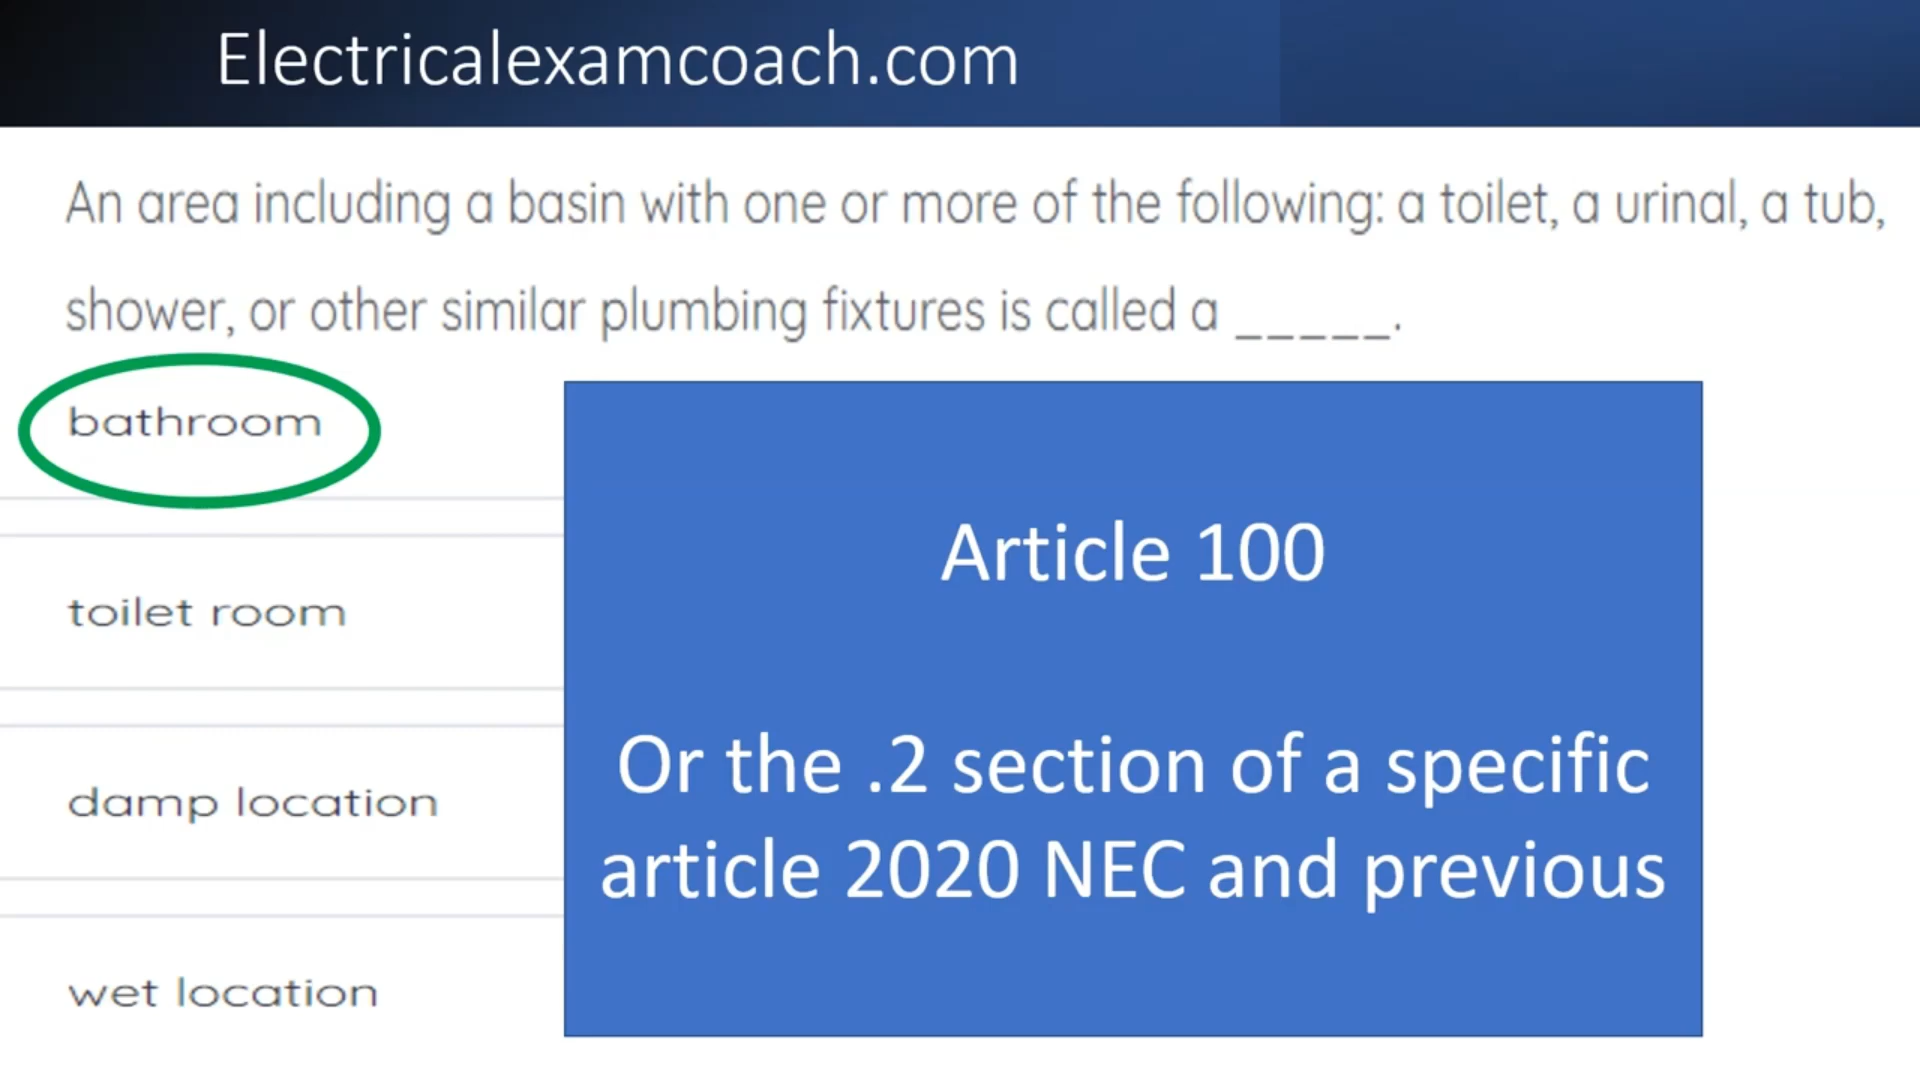 Electricalexamcoach.com
An area including a basin with one or more of the following: a toilet, a urinal, a tub,
shower, or other similar plumbing fixtures is called a _____.
bathroom
toilet room
damp location
wet location
Article 100
Or the .2 section of a specific
article 2020 NEC and previous